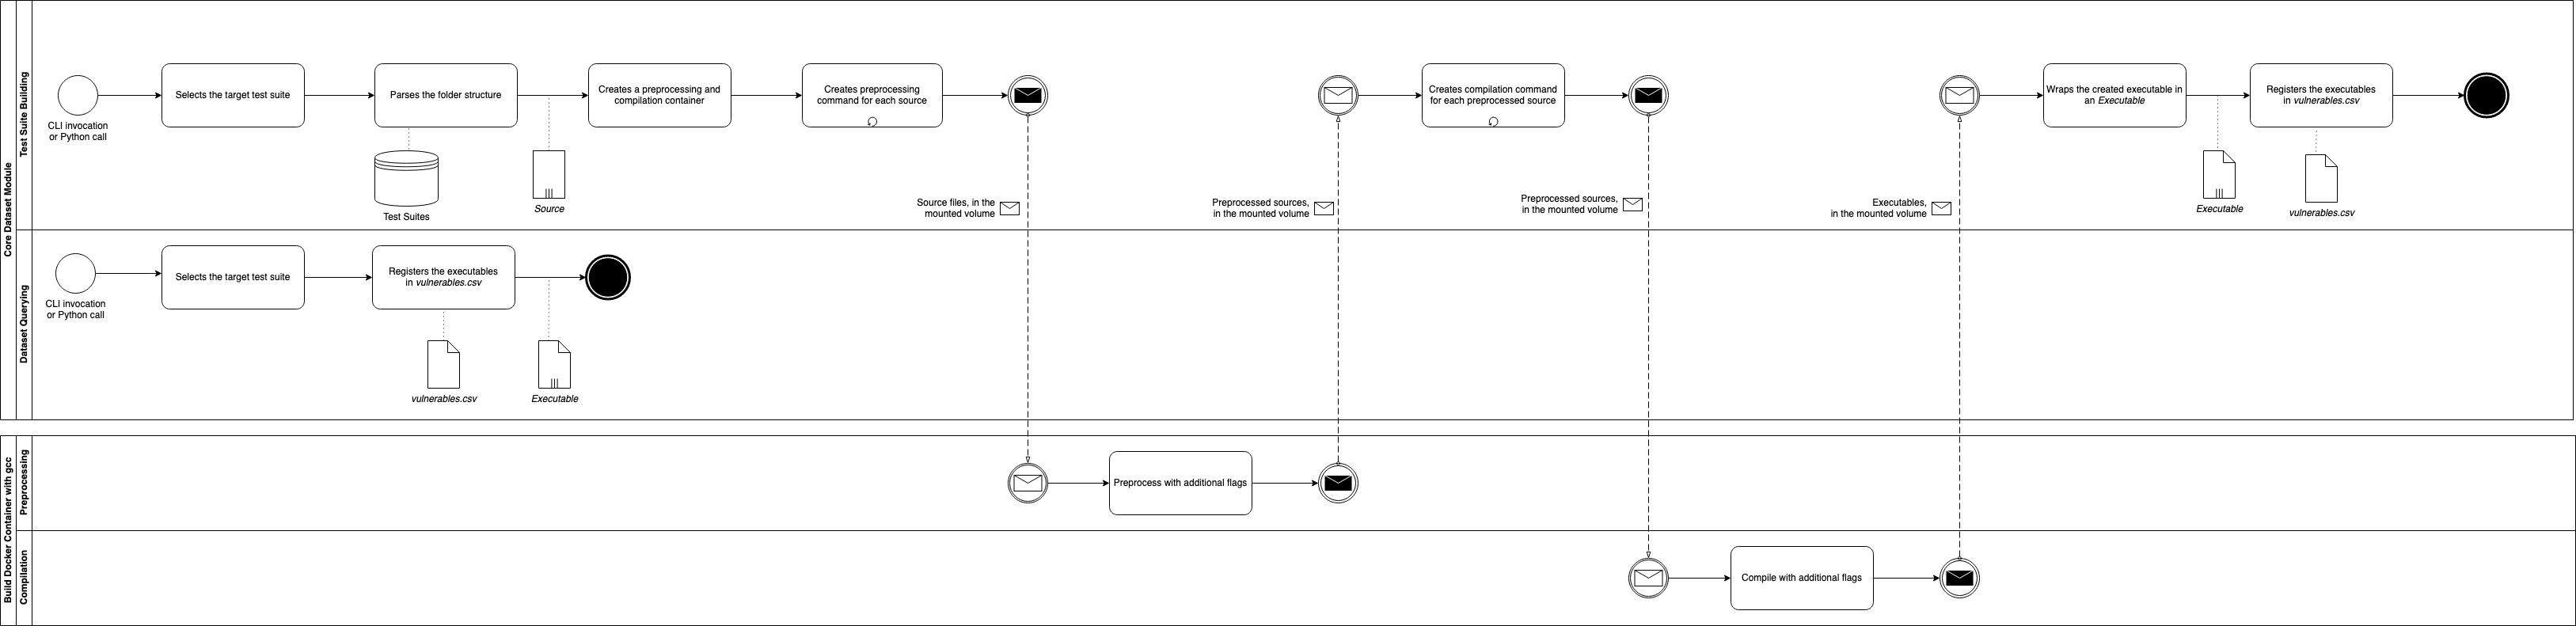 Core Dataset Module
Test Suite Building
CLI invocation
or Python call
Selects the target test suite
Parses the folder structure
Test Suites
Source
Creates a preprocessing and
compilation container
Creates preprocessing
command for each source
Source files, in the
mounted volume
Preprocessed sources,
in the mounted volume
Creates compilation command
for each preprocessed source
Preprocessed sources,
in the mounted volume
Executables,
in the mounted volume
Wraps the created executable in
an Executable
Executable
Registers the executables
in vulnerables.csv
vulnerables.csv
Dataset Querying
CLI invocation
or Python call
Selects the target test suite
Registers the executables
in vulnerables.csv
vulnerables.csv
Executable
Build Docker Container with gcc
Preprocessing
Preprocess with additional flags
Compilation
Compile with additional flags